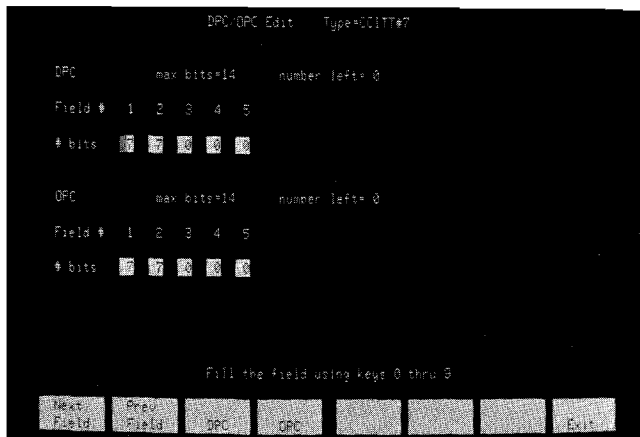 DPC/OPC Edit Type=CCITT#7
DPC max bits=14 number left= 0
Field # 1 2 3 4 5
# bits 7 7 0 0 0
OPC max bits=14 number left= 0
Field # 1 2 3 4 5
# bits 7 7 0 0 0
Fill the field using keys 0 thru 9
Next Field Prev Field DPC OPC Exit